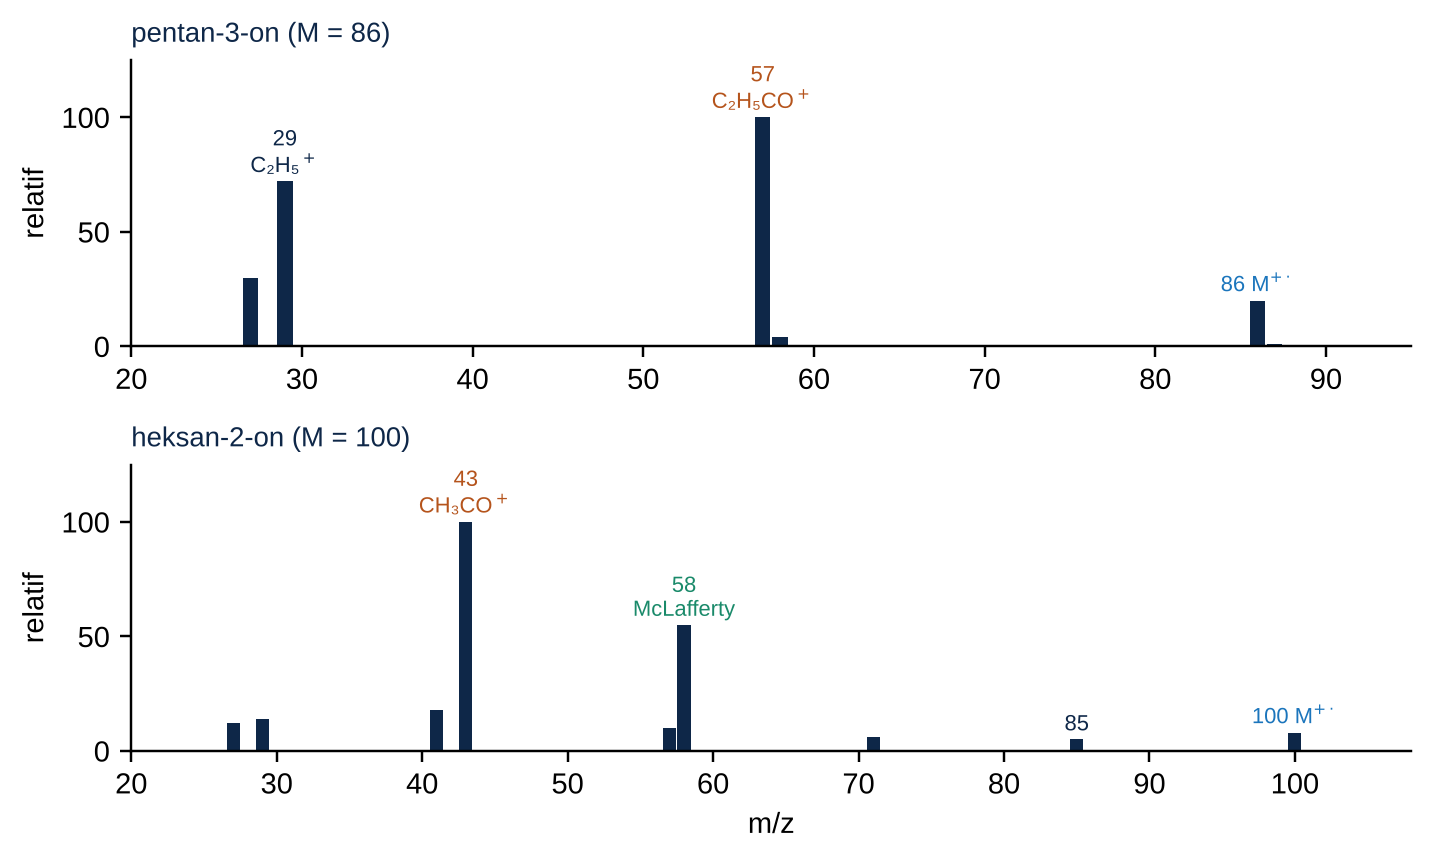 pentan-3-on (M = 86)
57
C₂H₅CO⁺
100
29
C₂H₅⁺
relatif
50
86 M⁺˙
0
20 30 40 50 60 70 80 90
heksan-2-on (M = 100)
43
CH₃CO⁺
100
58
McLafferty
relatif
50
85
100 M⁺˙
0
20 30 40 50 60 70 80 90 100
m/z